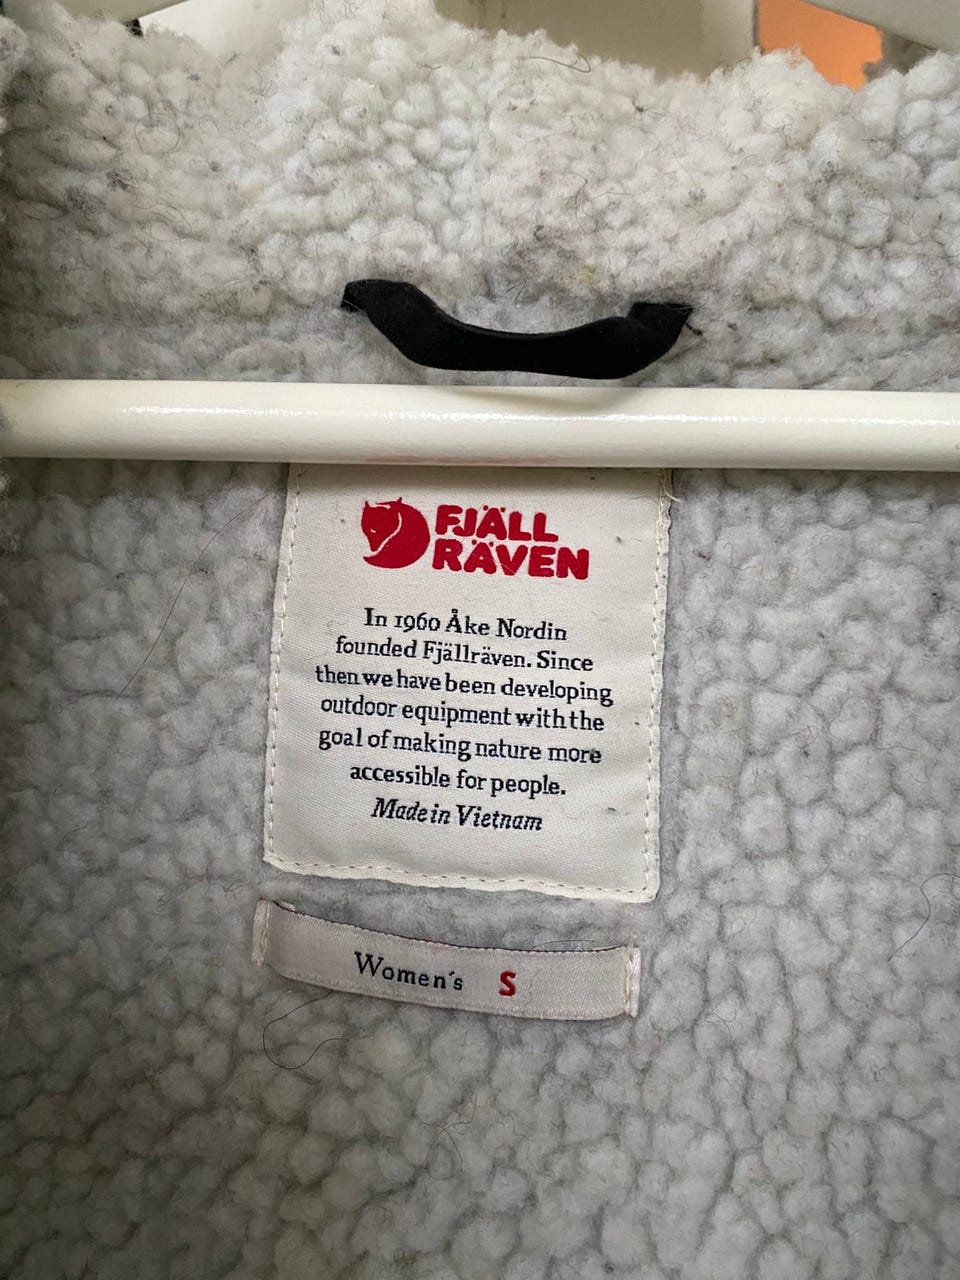 FJÄLL
RÄVEN
In 1960 Åke Nordin
founded Fjällräven. Since
then we have been developing
outdoor equipment with the
goal of making nature more
accessible for people.
Made in Vietnam
Women's S